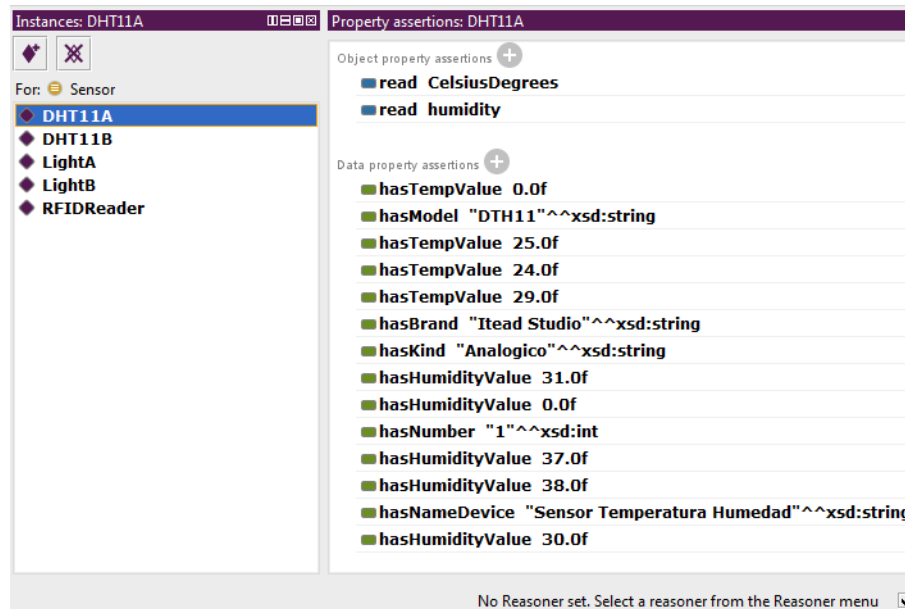 Instances: DHT11A
For: Sensor
DHT11A
DHT11B
LightA
LightB
RFIDReader
Property assertions: DHT11A
Object property assertions
read CelsiusDegrees
read humidity
Data property assertions
hasTempValue 0.0f
hasModel "DTH11"^^xsd:string
hasTempValue 25.0f
hasTempValue 24.0f
hasTempValue 29.0f
hasBrand "Itead Studio"^^xsd:string
hasKind "Analogico"^^xsd:string
hasHumidityValue 31.0f
hasHumidityValue 0.0f
hasNumber "1"^^xsd:int
hasHumidityValue 37.0f
hasHumidityValue 38.0f
hasNameDevice "Sensor Temperatura Humedad"^^xsd:string
hasHumidityValue 30.0f
No Reasoner set. Select a reasoner from the Reasoner menu